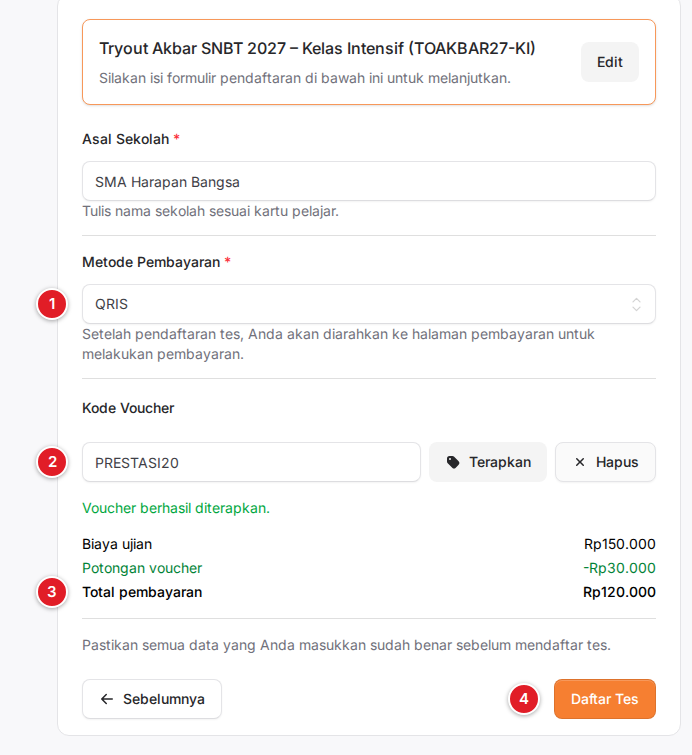 Tryout Akbar SNBT 2027 – Kelas Intensif (TOAKBAR27-KI)
Silakan isi formulir pendaftaran di bawah ini untuk melanjutkan.
Edit
Asal Sekolah *
SMA Harapan Bangsa
Tulis nama sekolah sesuai kartu pelajar.
Metode Pembayaran *
1
QRIS
Setelah pendaftaran tes, Anda akan diarahkan ke halaman pembayaran untuk
melakukan pembayaran.
Kode Voucher
2
PRESTASI20
Terapkan
Hapus
Voucher berhasil diterapkan.
Biaya ujian Rp150.000
Potongan voucher -Rp30.000
3
Total pembayaran Rp120.000
Pastikan semua data yang Anda masukkan sudah benar sebelum mendaftar tes.
Sebelumnya
4
Daftar Tes